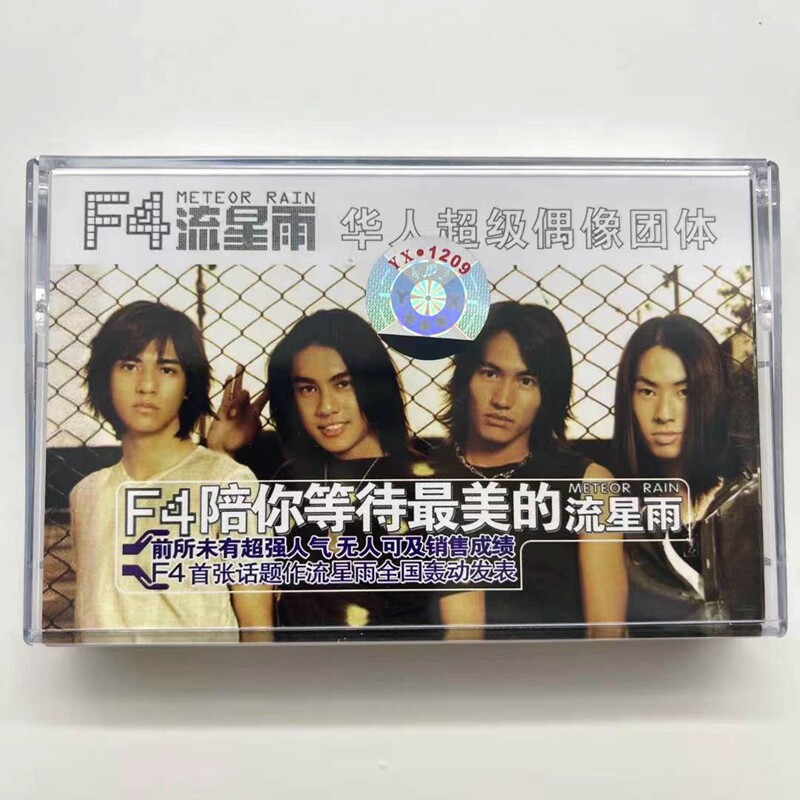 F4 METEOR RAIN
流星雨
华人超级偶像团体
YX•1209
F4陪你等待最美的 METEOR RAIN
流星雨
前所未有超强人气 无人可及销售成绩
F4首张话题作流星雨全国轰动发表